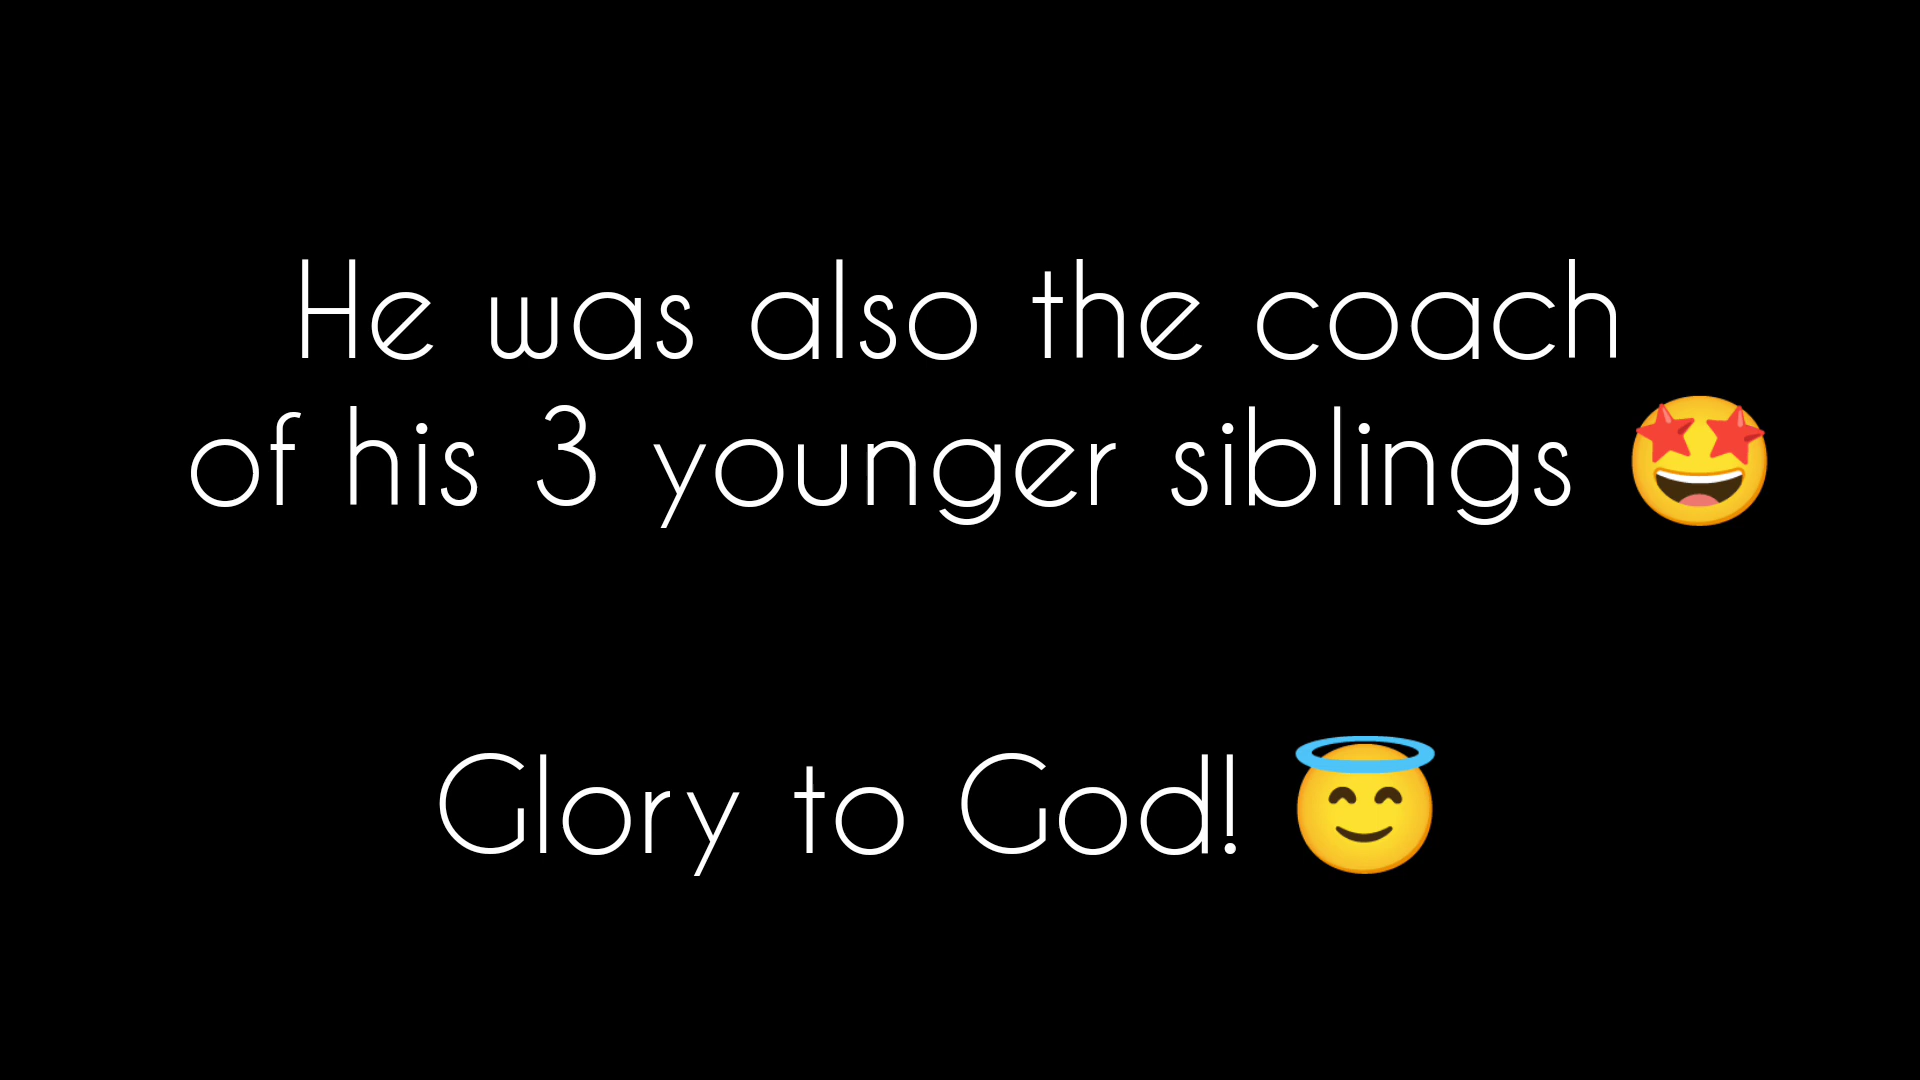 He was also the coach
of his 3 younger siblings 🤩
Glory to God! 😇